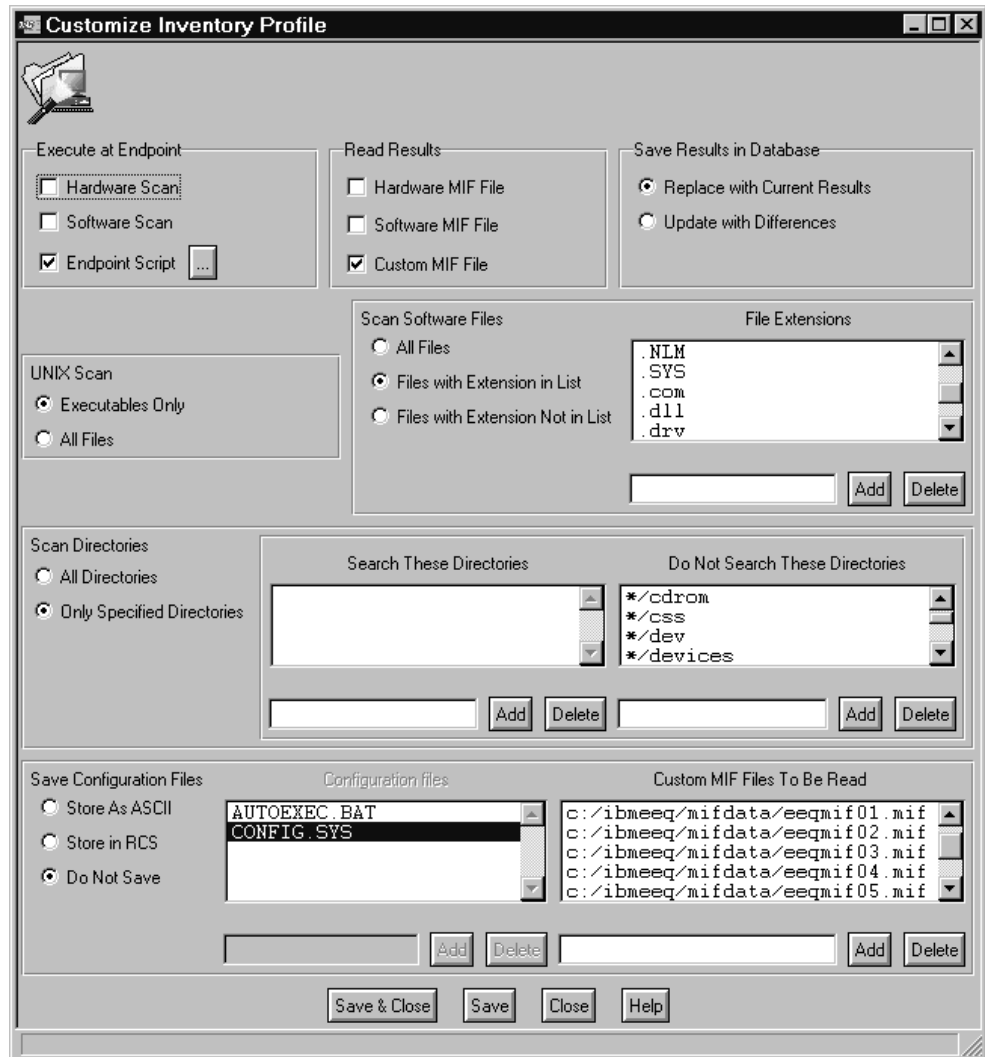 Customize Inventory Profile
Execute at Endpoint
Hardware Scan
Software Scan
Endpoint Script ...
Read Results
Hardware MIF File
Software MIF File
Custom MIF File
Save Results in Database
Replace with Current Results
Update with Differences
UNIX Scan
Executables Only
All Files
Scan Software Files
All Files
Files with Extension in List
Files with Extension Not in List
File Extensions
.NLM
.SYS
.com
.dll
.drv
Add Delete
Scan Directories
All Directories
Only Specified Directories
Search These Directories
Add Delete
Do Not Search These Directories
*/cdrom
*/css
*/dev
*/devices
Add Delete
Save Configuration Files
Store As ASCII
Store in RCS
Do Not Save
Configuration files
AUTOEXEC.BAT
CONFIG.SYS
Add Delete
Custom MIF Files To Be Read
c:/ibmeeq/mifdata/eeqmif01.mif
c:/ibmeeq/mifdata/eeqmif02.mif
c:/ibmeeq/mifdata/eeqmif03.mif
c:/ibmeeq/mifdata/eeqmif04.mif
c:/ibmeeq/mifdata/eeqmif05.mif
Add Delete
Save & Close Save Close Help